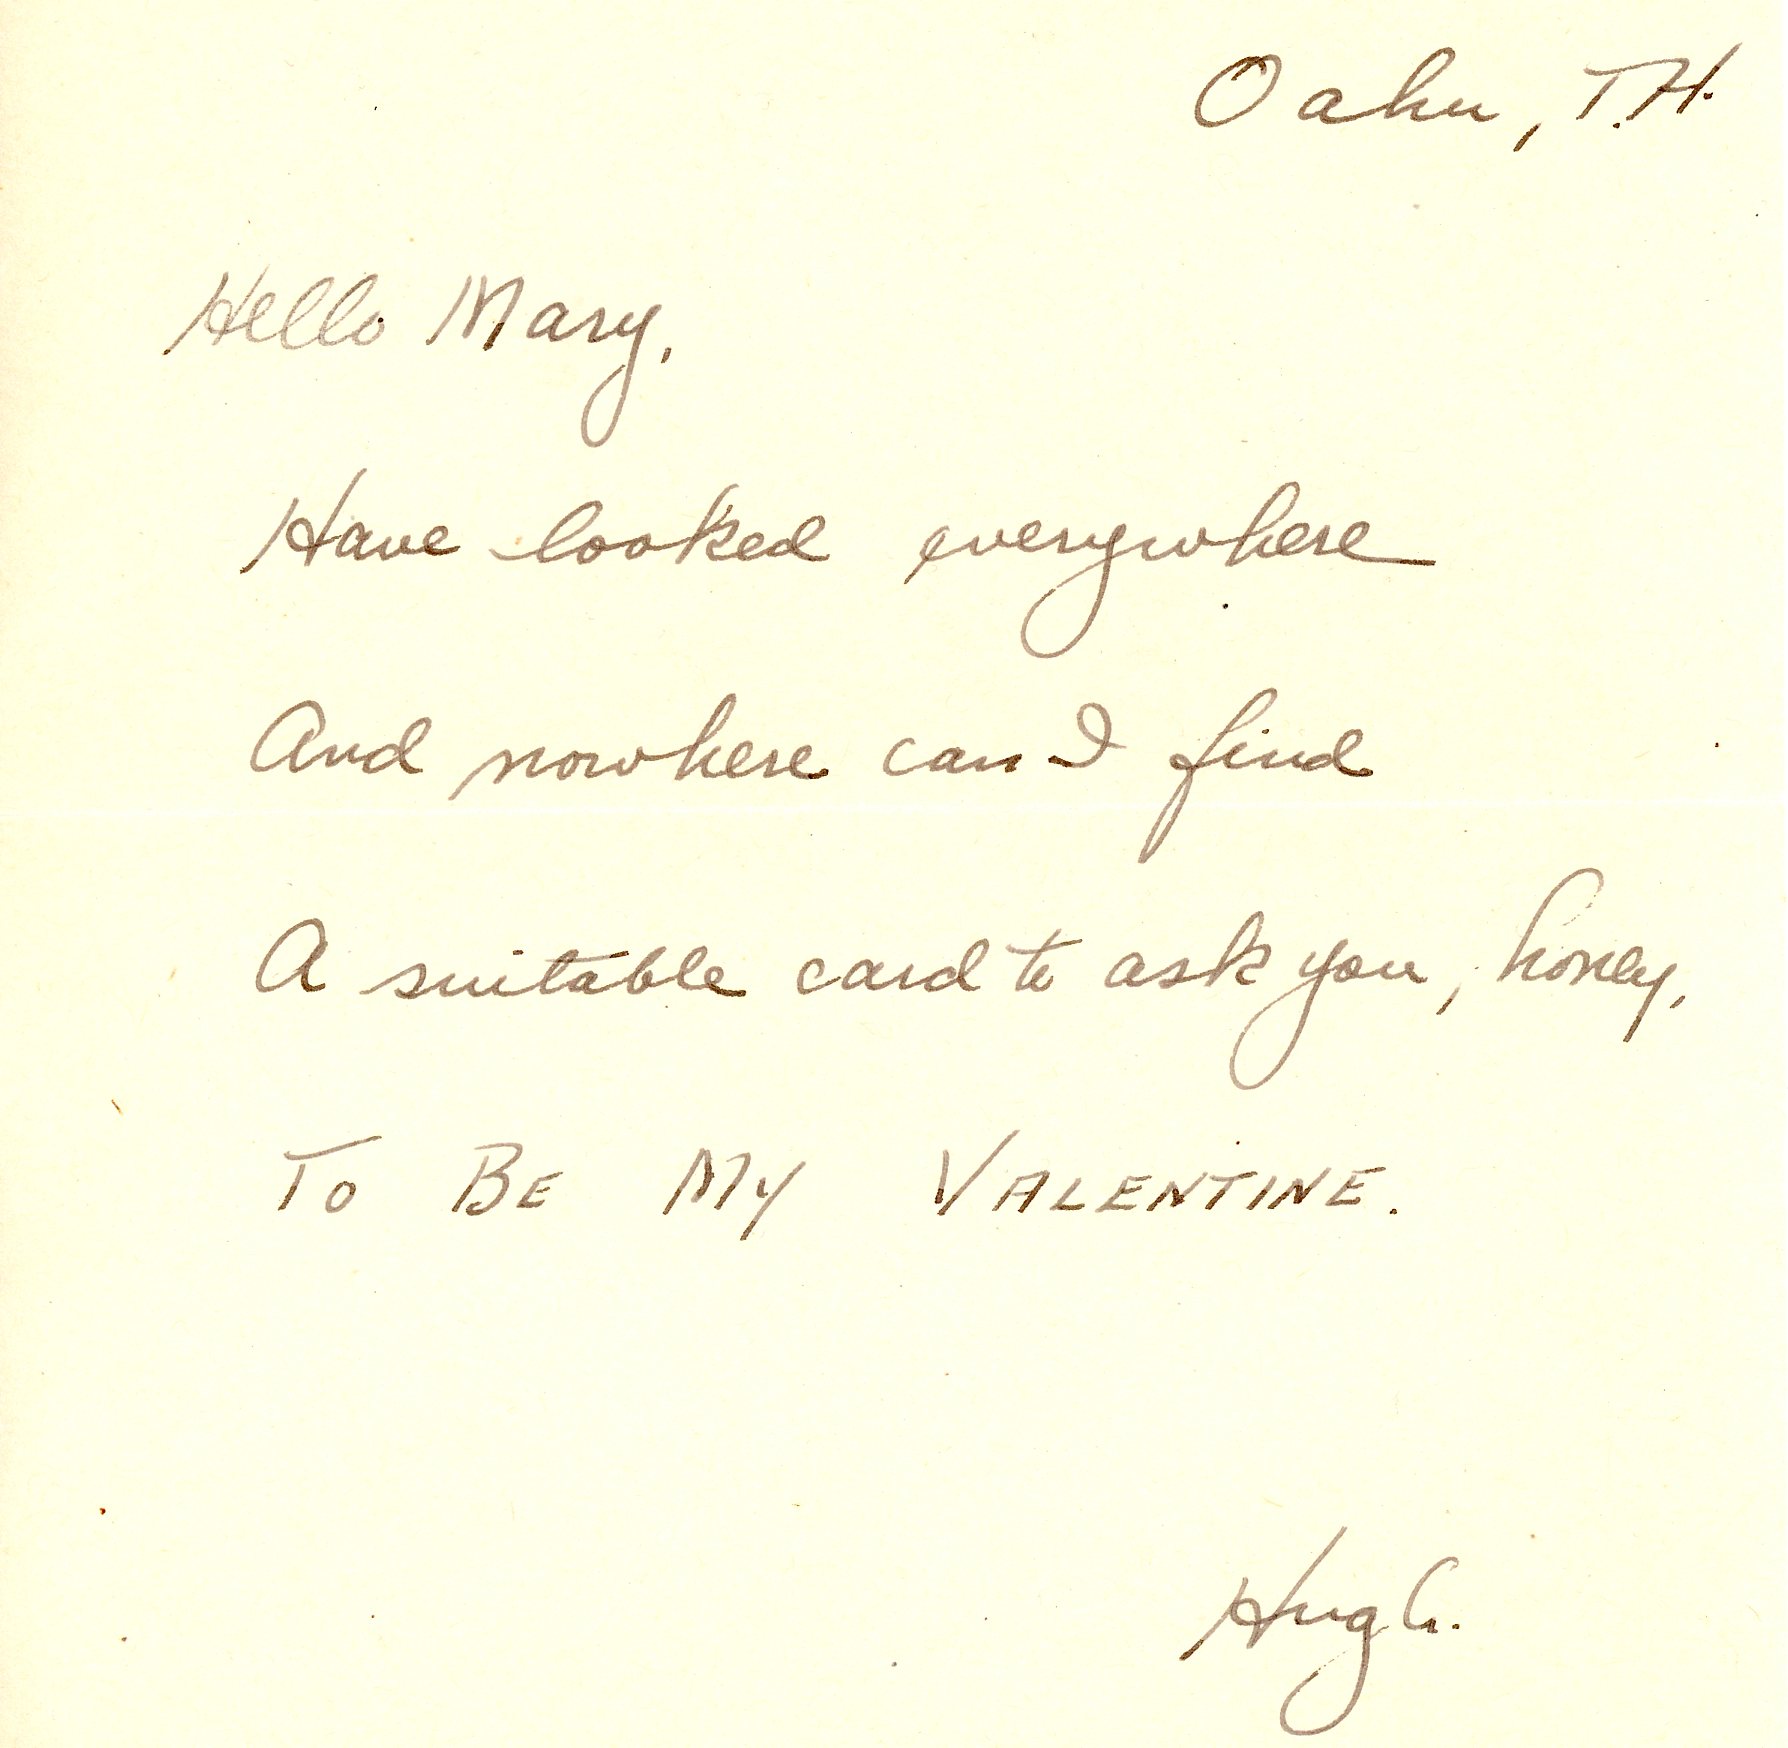 Oahu, T.H.
Hello Mary,
Have looked everywhere
And nowhere can I find
A suitable card to ask you, honey,
To Be My VALENTINE.
Hugh.